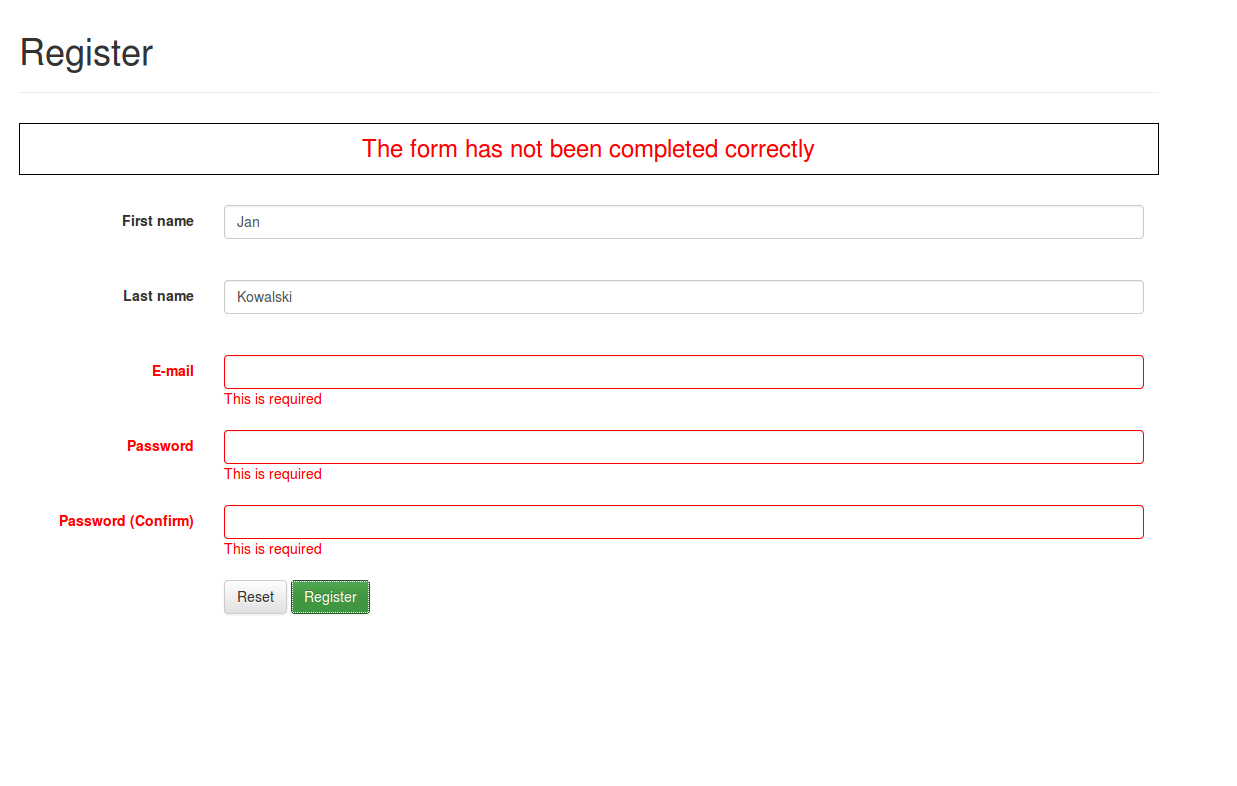 Register
The form has not been completed correctly
First name Jan
Last name Kowalski
E-mail
This is required
Password
This is required
Password (Confirm)
This is required
Reset Register